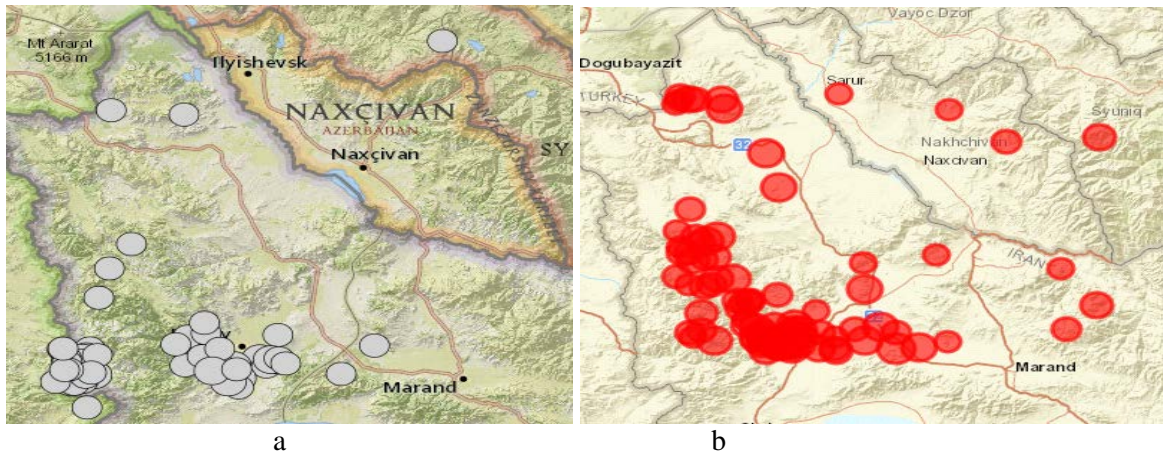 Mt Ararat
5166 m
Ilyishevsk
NAXÇIVAN
AZERBAIJAN
Naxçivan
SY
Marand
a
Vayoc Dzor
Dogubayazit
TURKEY
Sarur
Syuniq
32
Nakhchivan
Naxcivan
IRAN
Marand
b